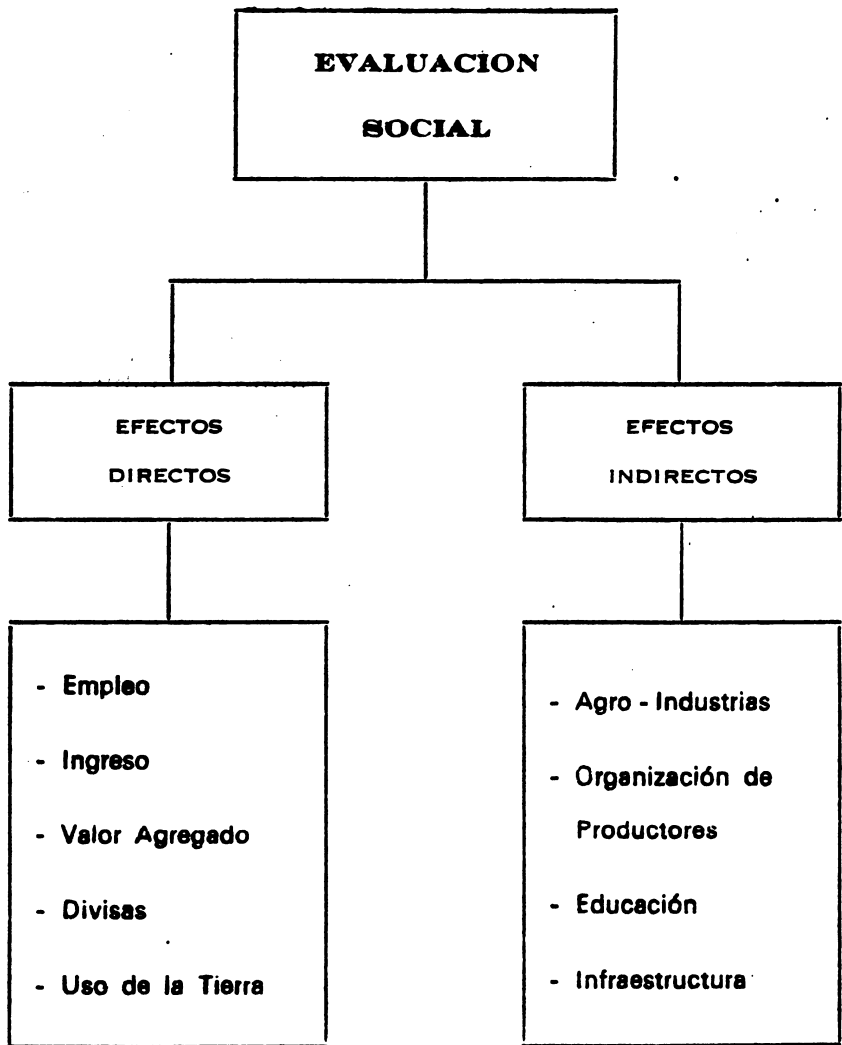 EVALUACION
SOCIAL
EFECTOS
DIRECTOS
EFECTOS
INDIRECTOS
- Empleo
- Ingreso
- Valor Agregado
- Divisas
- Uso de la Tierra
- Agro - Industrias
- Organización de
Productores
- Educación
- Infraestructura